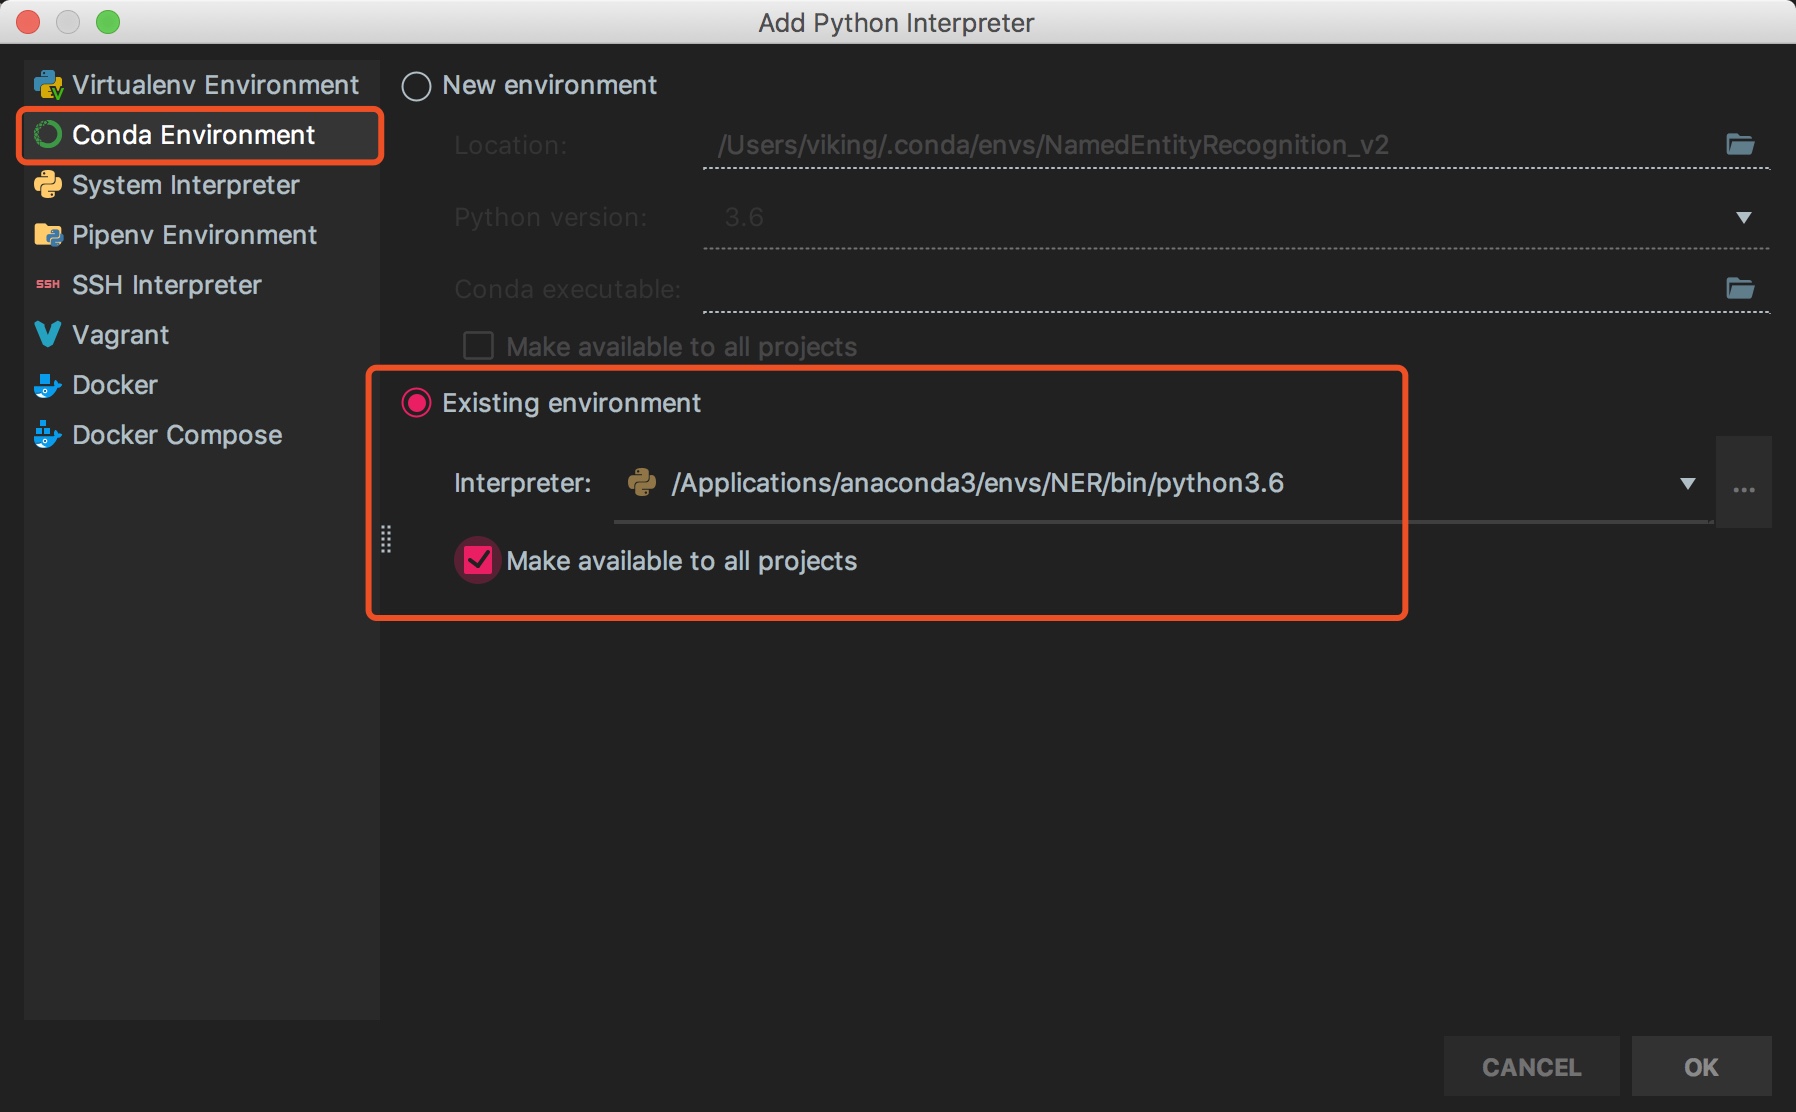 Add Python Interpreter
Virtualenv Environment
Conda Environment
System Interpreter
Pipenv Environment
SSH SSH Interpreter
Vagrant
Docker
Docker Compose
New environment
Location: /Users/viking/.conda/envs/NamedEntityRecognition_v2
Python version: 3.6
Conda executable:
Make available to all projects
Existing environment
Interpreter: /Applications/anaconda3/envs/NER/bin/python3.6
...
Make available to all projects
CANCEL OK